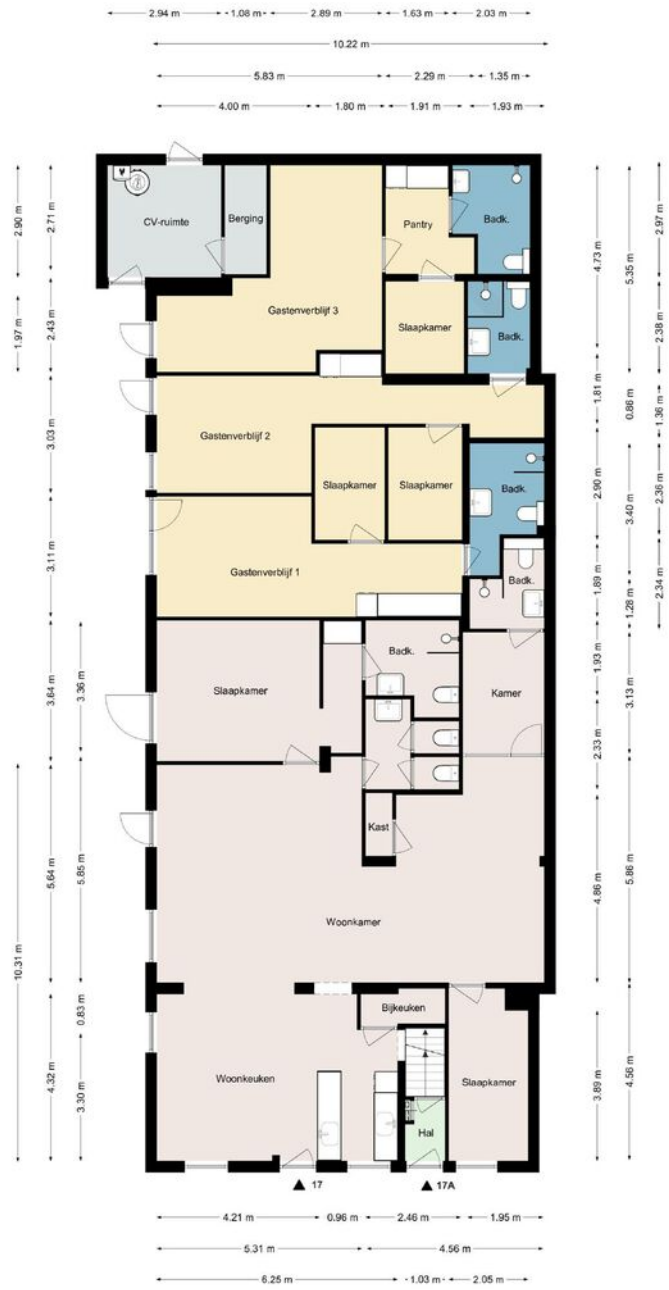 2.94 m 1.08 m 2.89 m 1.63 m 2.03 m
10.22 m
5.83 m 2.29 m 1.35 m
4.00 m 1.80 m 1.91 m 1.93 m
2.90 m
1.97 m
10.31 m
2.71 m
2.43 m
3.03 m
3.11 m
3.64 m
5.64 m
4.32 m
3.36 m
5.85 m
0.83 m
3.30 m
CV-ruimte
Berging
Pantry
Badk.
Gastenverblijf 3
Slaapkamer
Badk.
Gastenverblijf 2
Slaapkamer
Slaapkamer
Badk.
Gastenverblijf 1
Badk.
Slaapkamer
Badk.
Kamer
Kast
Woonkamer
Bijkeuken
Woonkeuken
Slaapkamer
Hal
17
17A
4.73 m
1.81 m
2.90 m
1.89 m
1.93 m
2.33 m
4.86 m
3.89 m
5.35 m
0.86 m
3.40 m
1.28 m
3.13 m
5.86 m
4.56 m
2.97 m
2.38 m
1.36 m
2.36 m
2.34 m
4.21 m 0.96 m 2.46 m 1.95 m
5.31 m 4.56 m
6.25 m 1.03 m 2.05 m